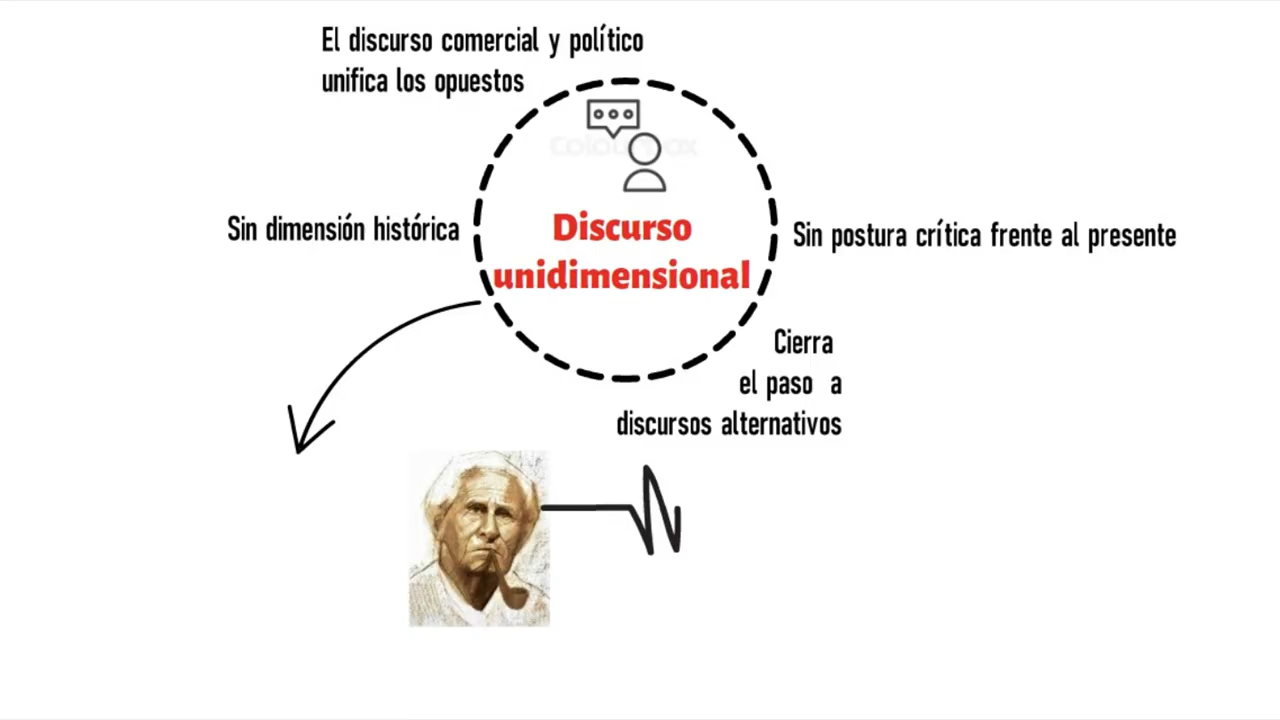 El discurso comercial y político
unifica los opuestos
Sin dimensión histórica
Discurso
unidimensional
Sin postura crítica frente al presente
Cierra
el paso a
discursos alternativos